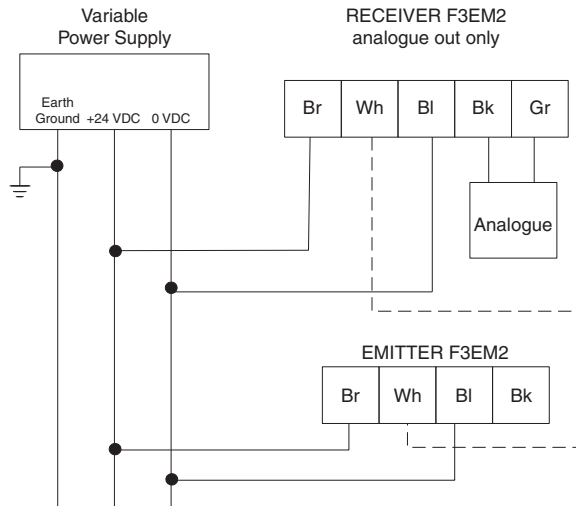 Variable
Power Supply
Earth
Ground +24 VDC 0 VDC
RECEIVER F3EM2
analogue out only
Br Wh Bl Bk Gr
Analogue
EMITTER F3EM2
Br Wh Bl Bk